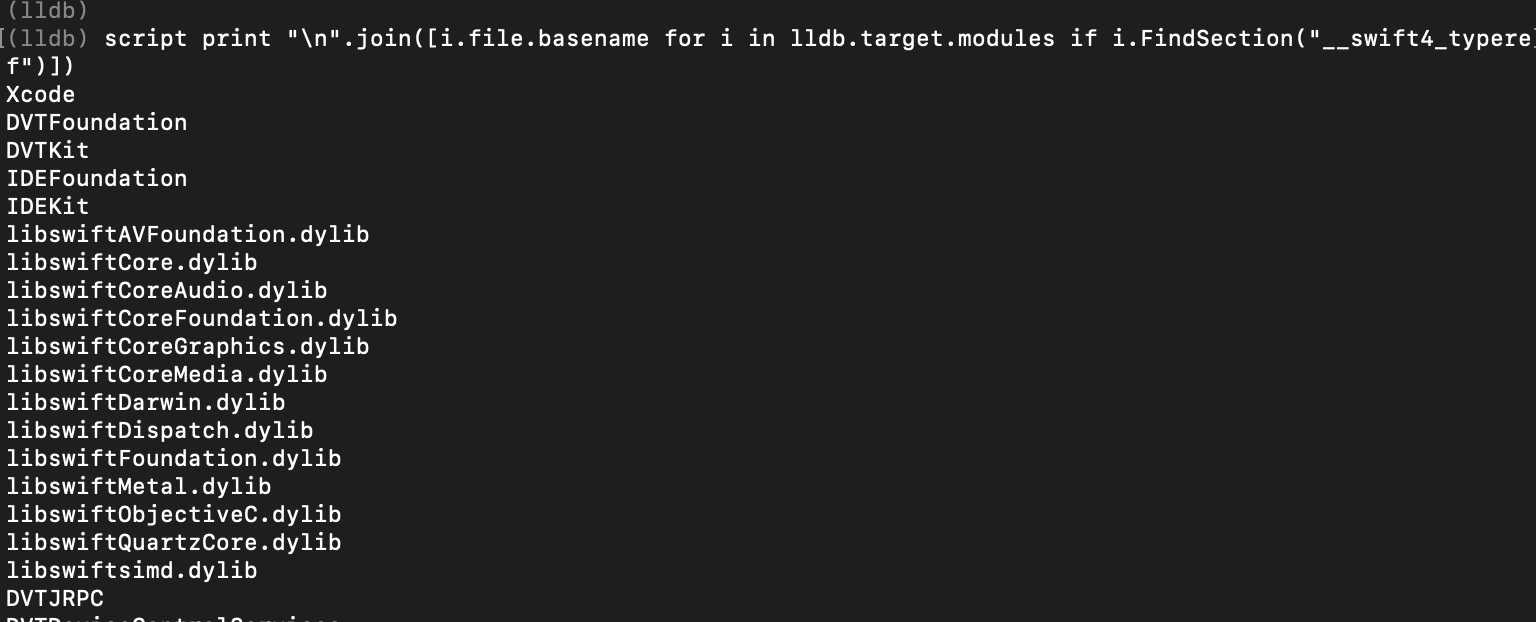 (lldb)
[(lldb) script print "\n".join([i.file.basename for i in lldb.target.modules if i.FindSection("__swift4_typere]
f")])
Xcode
DVTFoundation
DVTKit
IDEFoundation
IDEKit
libswiftAVFoundation.dylib
libswiftCore.dylib
libswiftCoreAudio.dylib
libswiftCoreFoundation.dylib
libswiftCoreGraphics.dylib
libswiftCoreMedia.dylib
libswiftDarwin.dylib
libswiftDispatch.dylib
libswiftFoundation.dylib
libswiftMetal.dylib
libswiftObjectiveC.dylib
libswiftQuartzCore.dylib
libswiftsimd.dylib
DVTJRPC